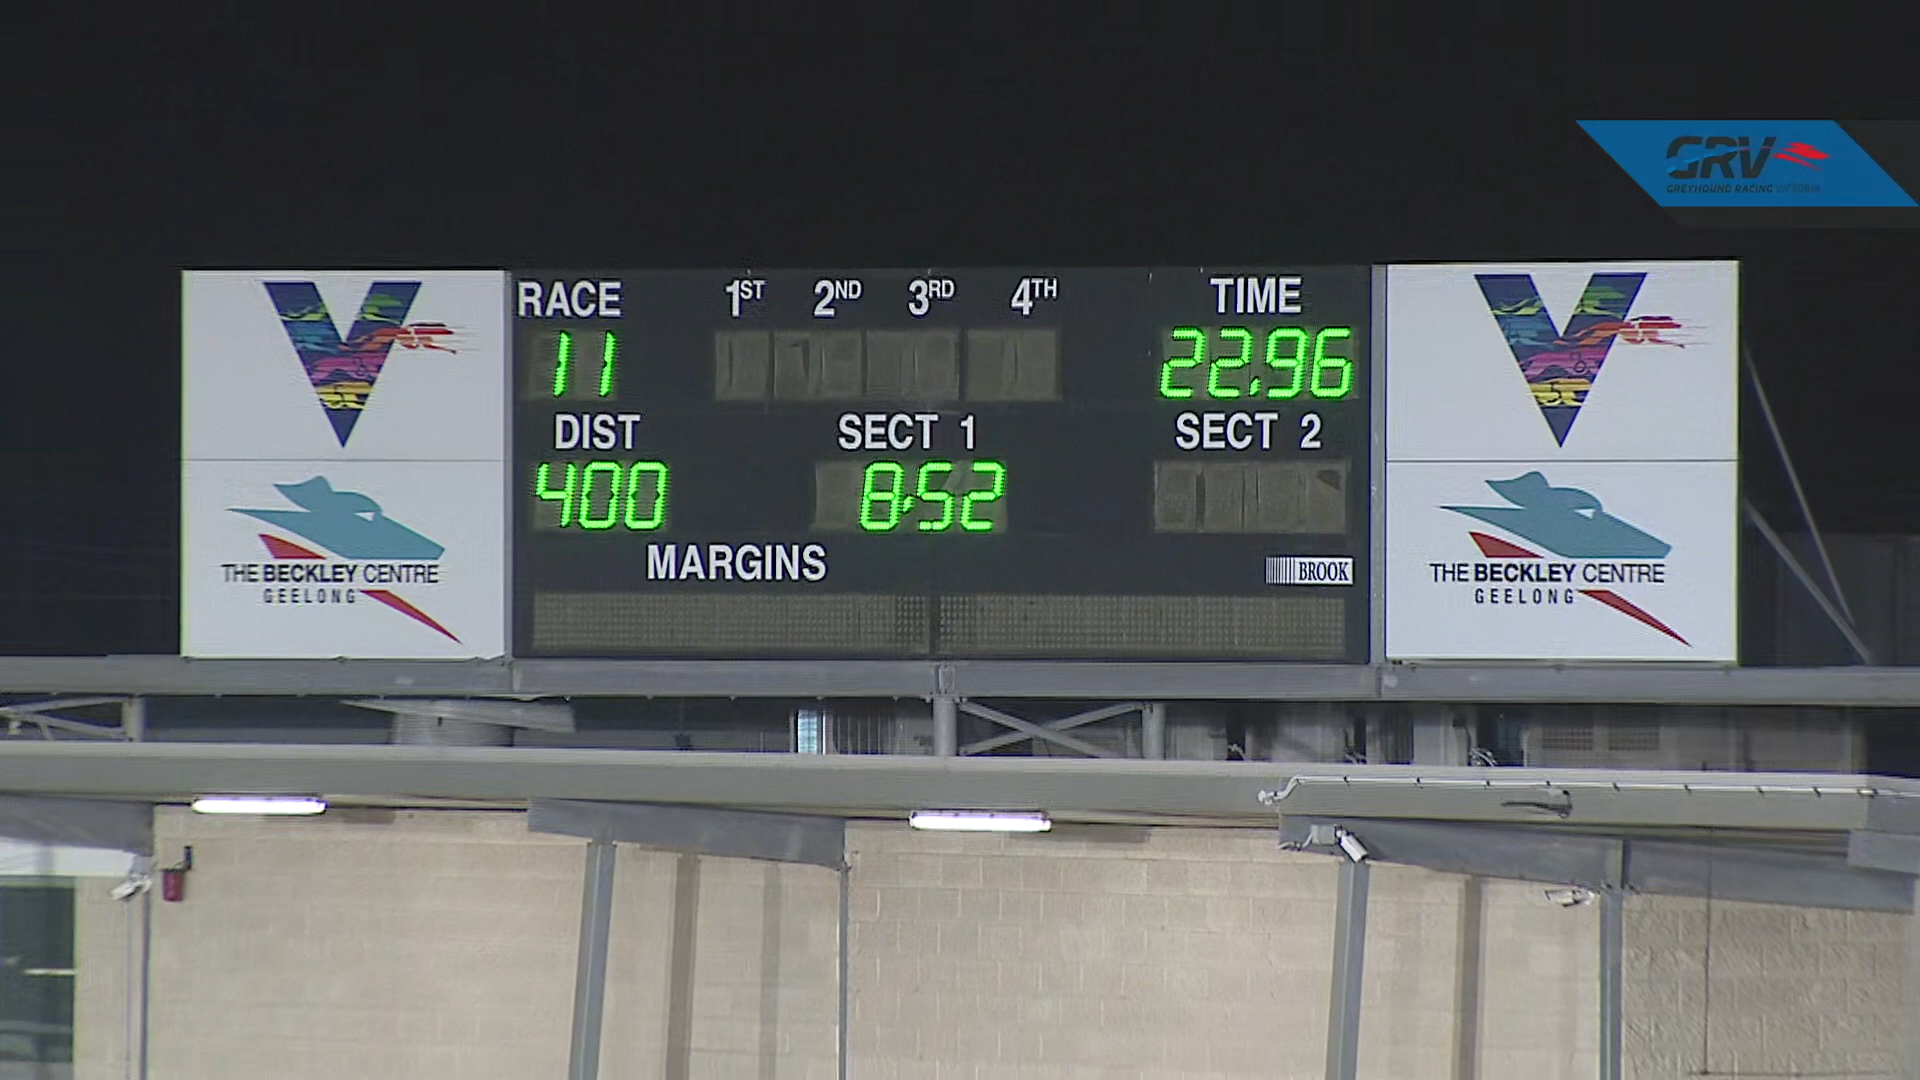 GRV
GREYHOUND RACING VICTORIA
RACE 1ST 2ND 3RD 4TH TIME
11 22.96
DIST SECT 1 SECT 2
400 8.52
MARGINS
BROOK
THE BECKLEY CENTRE
GEELONG
THE BECKLEY CENTRE
GEELONG